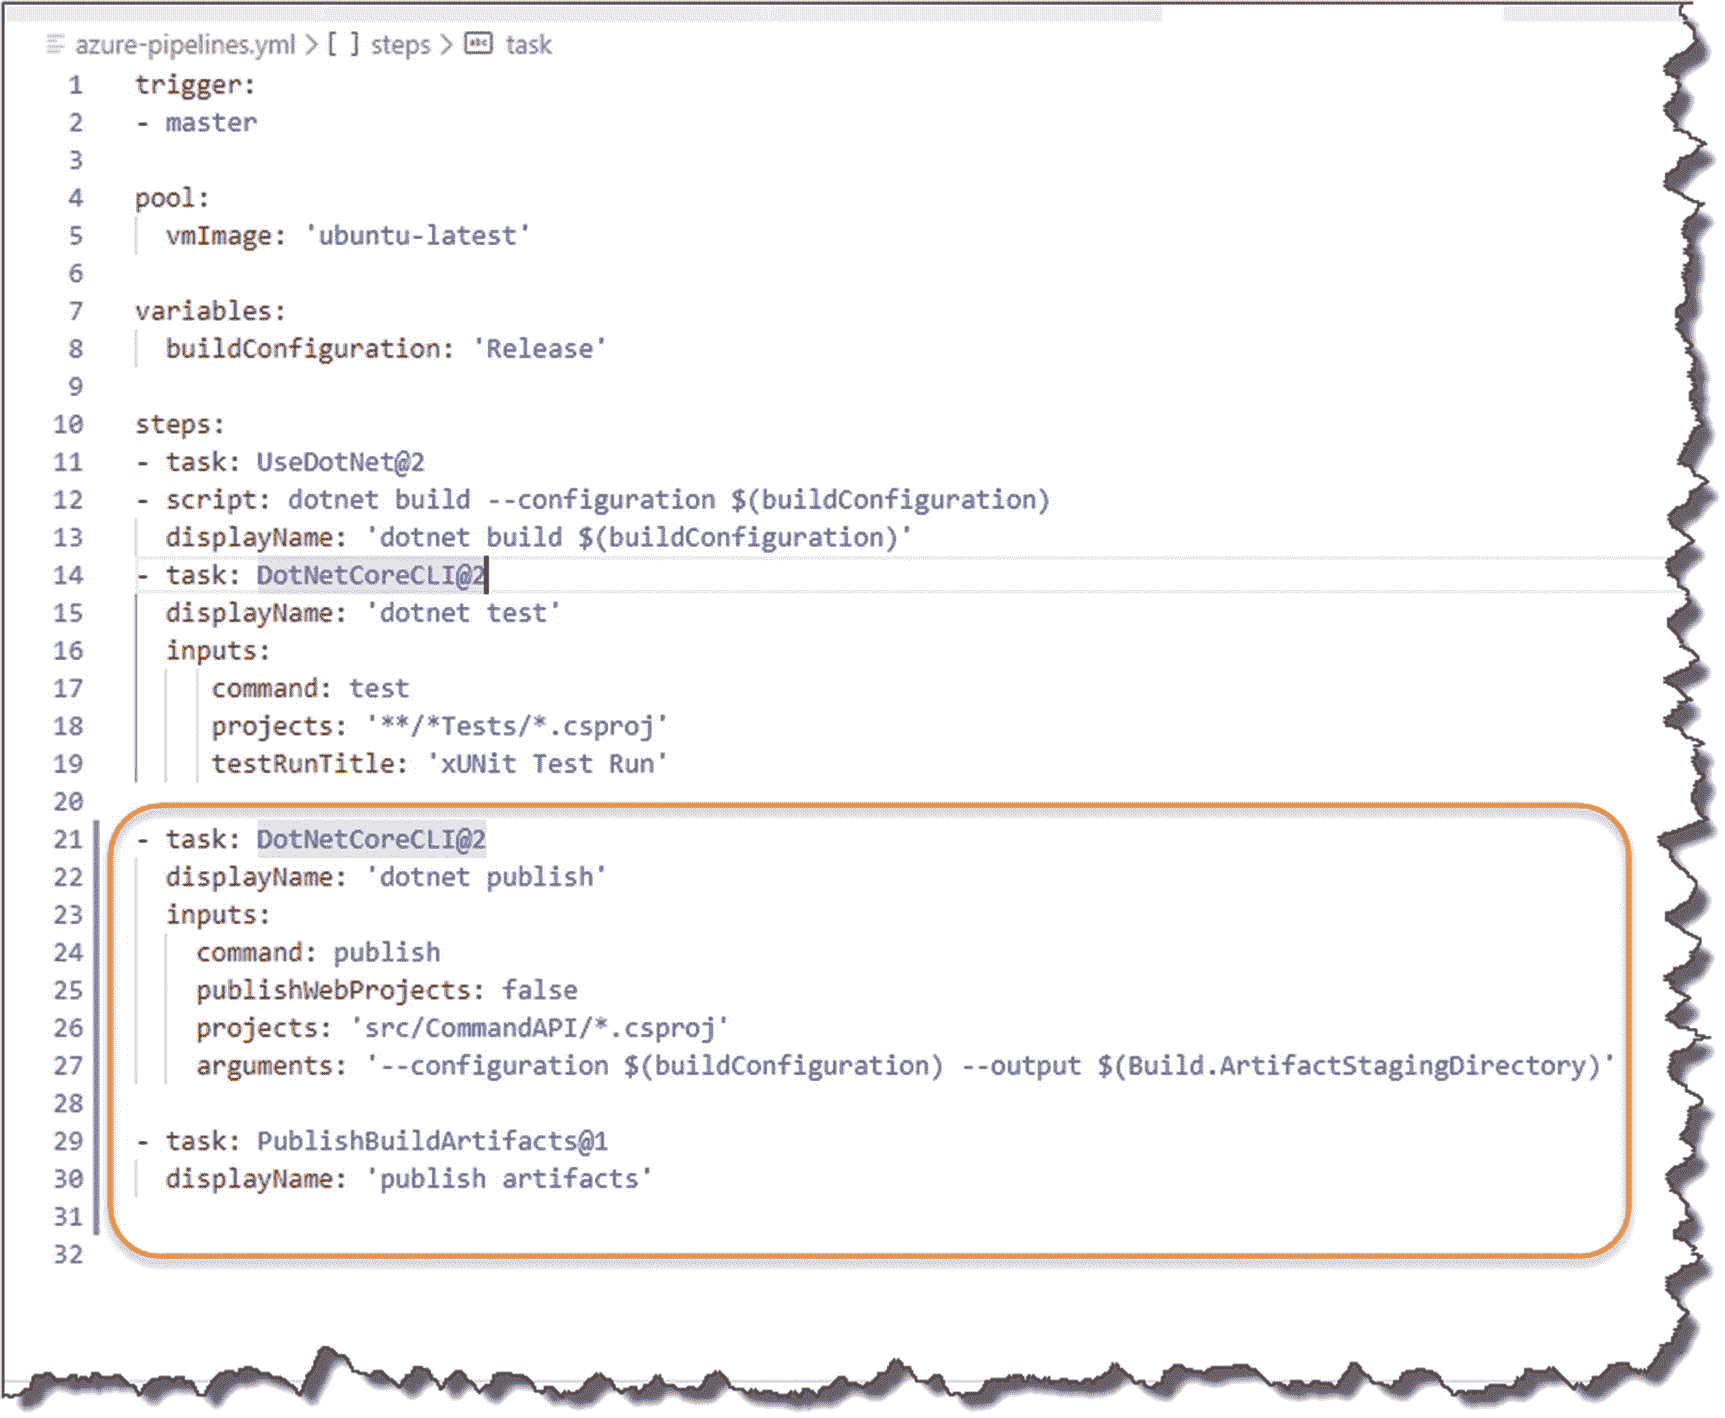 azure-pipelines.yml > [ ] steps > abc task
1 trigger:
2 - master
3
4 pool:
5 vmImage: 'ubuntu-latest'
6
7 variables:
8 buildConfiguration: 'Release'
9
10 steps:
11 - task: UseDotNet@2
12 - script: dotnet build --configuration $(buildConfiguration)
13 displayName: 'dotnet build $(buildConfiguration)'
14 - task: DotNetCoreCLI@2
15 displayName: 'dotnet test'
16 inputs:
17 command: test
18 projects: '**/*Tests/*.csproj'
19 testRunTitle: 'xUNit Test Run'
20
21 - task: DotNetCoreCLI@2
22 displayName: 'dotnet publish'
23 inputs:
24 command: publish
25 publishWebProjects: false
26 projects: 'src/CommandAPI/*.csproj'
27 arguments: '--configuration $(buildConfiguration) --output $(Build.ArtifactStagingDirectory)'
28
29 - task: PublishBuildArtifacts@1
30 displayName: 'publish artifacts'
31
32